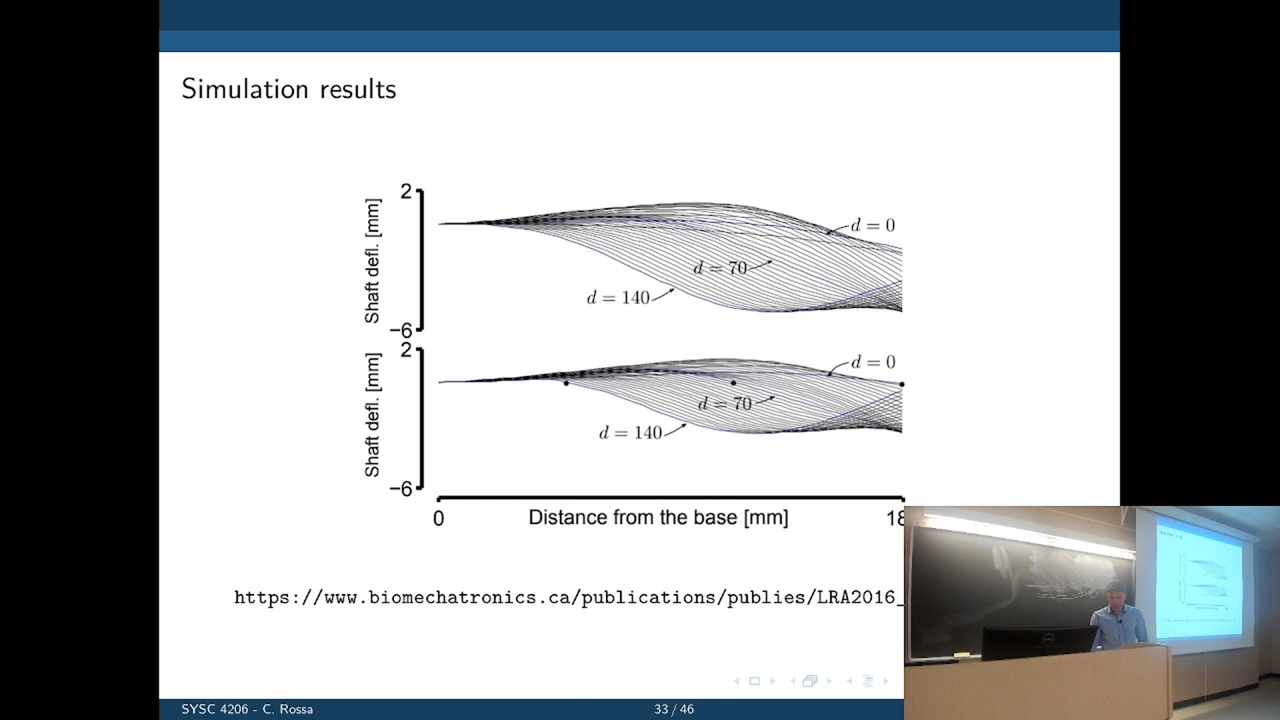 Simulation results
2
Shaft defl. [mm]
d = 0
d = 70
d = 140
−6
2
Shaft defl. [mm]
d = 0
d = 70
d = 140
−6
0
18
Distance from the base [mm]
https://www.biomechatronics.ca/publications/publies/LRA2016_
SYSC 4206 - C. Rossa
33 / 46